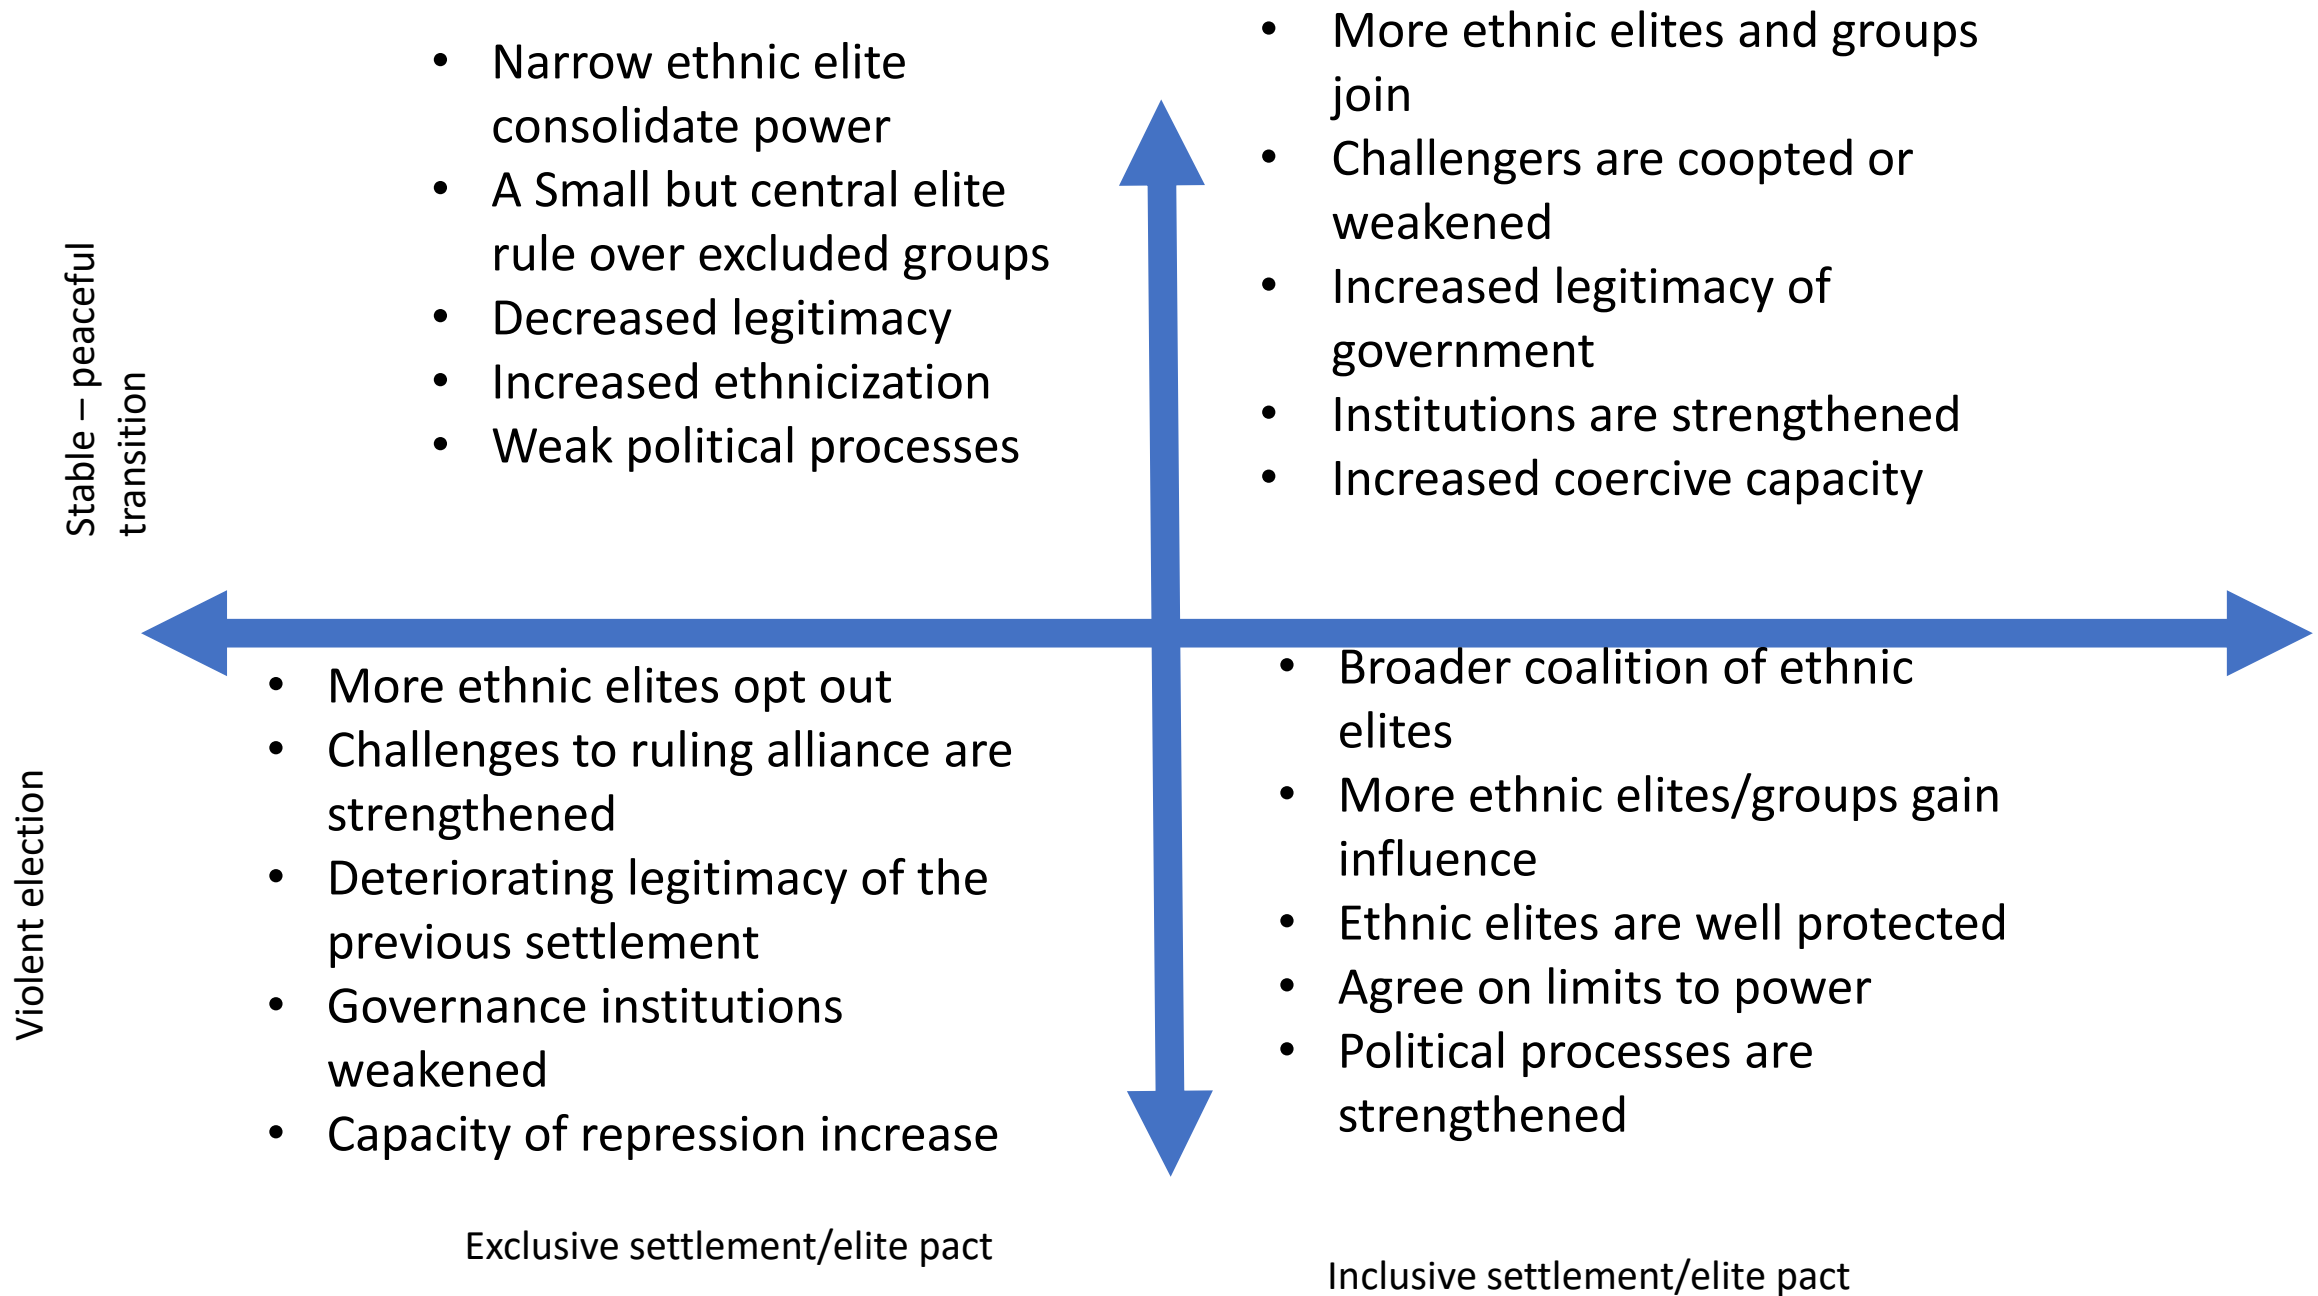 Stable – peaceful
transition
• Narrow ethnic elite
consolidate power
• A Small but central elite
rule over excluded groups
• Decreased legitimacy
• Increased ethnicization
• Weak political processes
• More ethnic elites and groups
join
• Challengers are coopted or
weakened
• Increased legitimacy of
government
• Institutions are strengthened
• Increased coercive capacity
Violent election
• More ethnic elites opt out
• Challenges to ruling alliance are
strengthened
• Deteriorating legitimacy of the
previous settlement
• Governance institutions
weakened
• Capacity of repression increase
• Broader coalition of ethnic
elites
• More ethnic elites/groups gain
influence
• Ethnic elites are well protected
• Agree on limits to power
• Political processes are
strengthened
Exclusive settlement/elite pact
Inclusive settlement/elite pact